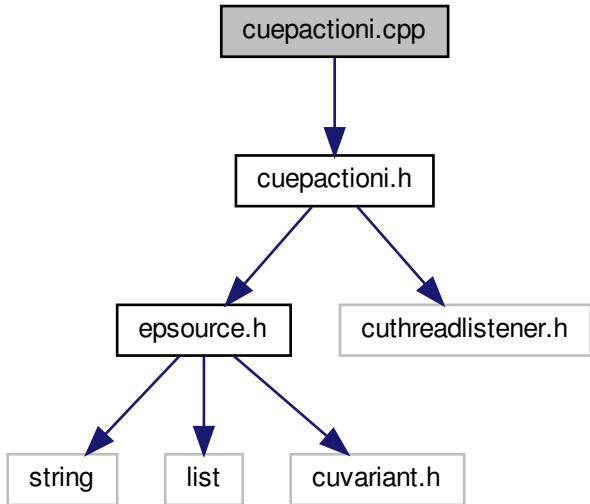 cuepactioni.cpp
cuepactioni.h
epsource.h
cuthreadlistener.h
string
list
cuvariant.h